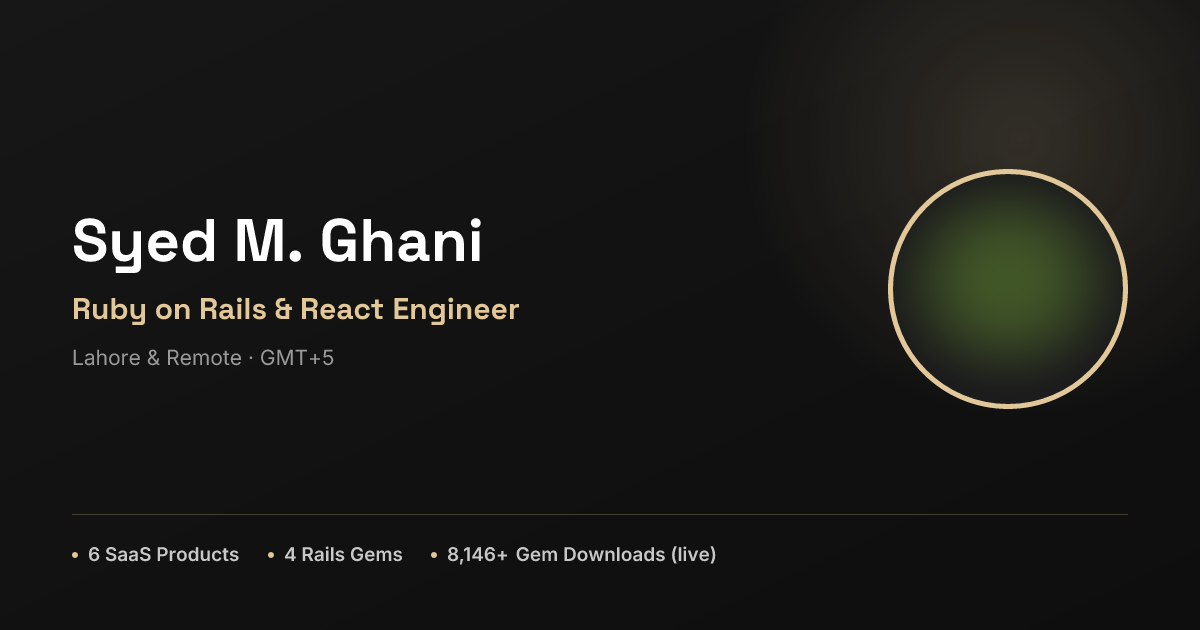 Syed M. Ghani
Ruby on Rails & React Engineer
Lahore & Remote · GMT+5
• 6 SaaS Products • 4 Rails Gems • 8,146+ Gem Downloads (live)